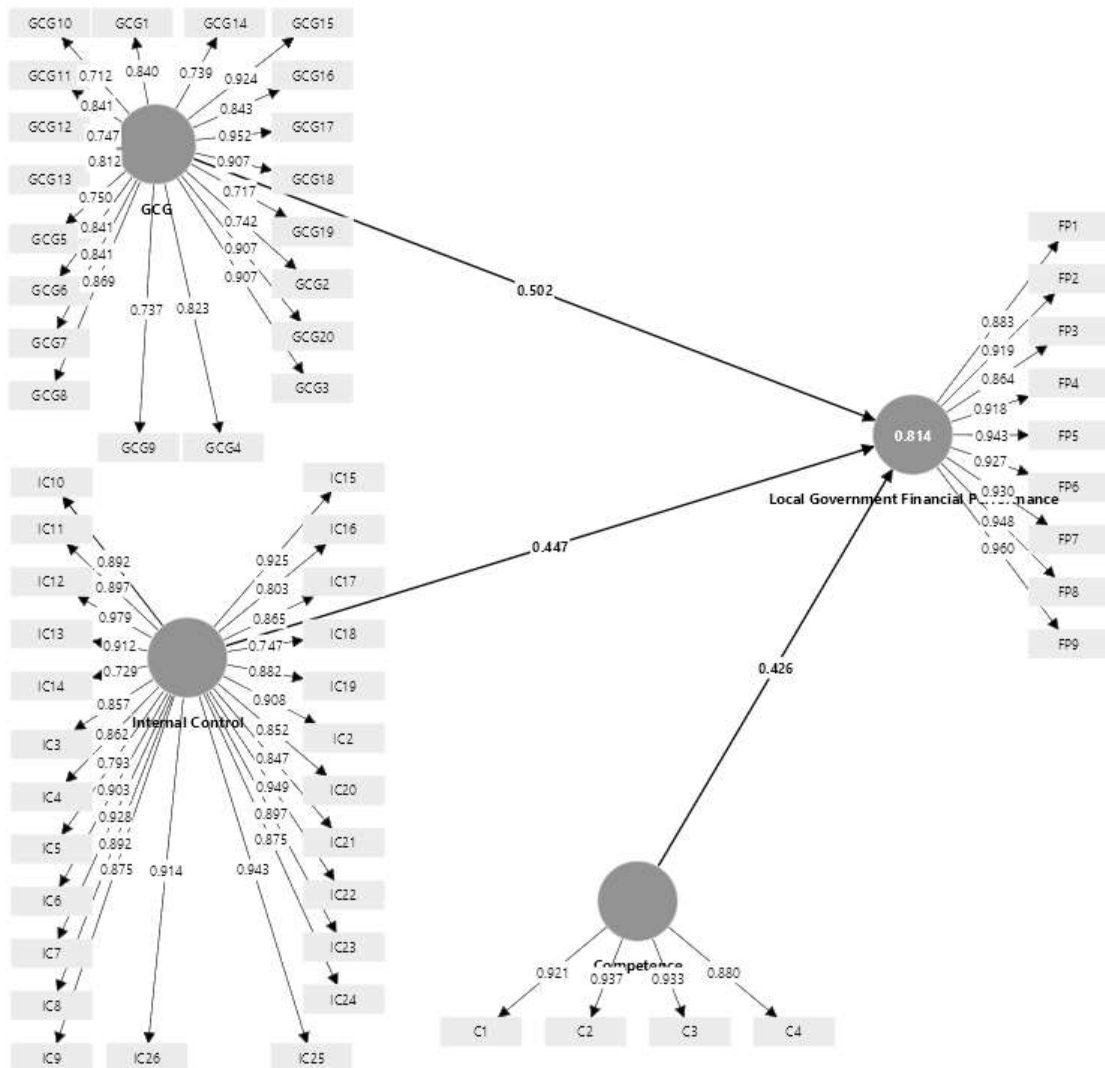 GCG10 GCG1 GCG14 GCG15
0.712 0.840 0.739 0.924
GCG11 GCG16
0.841 0.843
GCG12 GCG17
0.747 0.952
0.812 0.907
GCG13 GCG18
0.750 0.717
GCG
GCG5 GCG19
0.841 0.742
0.841 0.907
GCG6 GCG2
0.869 0.907
0.737 0.823
GCG7 GCG20
GCG8 GCG3
GCG9 GCG4
0.502
FP1
FP2
0.883
FP3
0.919
0.864
FP4
0.918
0.814
0.943
FP5
0.927
FP6
0.930
Local Government Financial
0.948
FP7
0.960
FP8
FP9
0.447
0.426
IC10 IC15
IC11 IC16
0.892 0.925
IC12 IC17
0.897 0.803
0.979 0.865
IC13 IC18
0.912 0.747
0.729 0.882
IC14 IC19
0.857 0.908
Internal Control
0.862 0.852
IC3 IC2
0.793 0.847
0.903 0.949
IC4 IC20
0.928 0.897
0.892 0.875
IC5 IC21
0.875 0.914 0.943
IC6 IC22
IC7 IC23
IC8 IC24
IC9 IC26 IC25
Competence
0.921 0.937 0.933 0.880
C1 C2 C3 C4